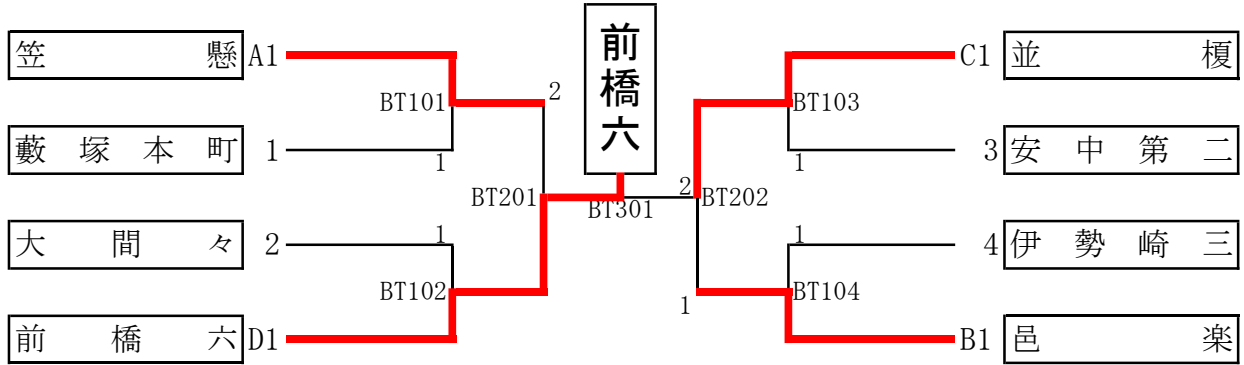 前橋六
笠懸 A1
C1 並榎
2
BT101
BT103
藪塚本町 1
1
1
3 安中第二
BT201
BT301
2
BT202
大間々 2
1
1
4 伊勢崎三
BT102
1
BT104
前橋六 D1
B1 邑楽